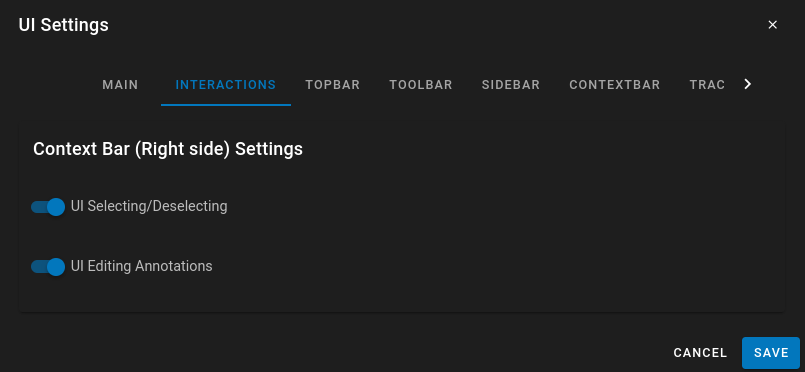 UI Settings
MAIN INTERACTIONS TOPBAR TOOLBAR SIDEBAR CONTEXTBAR TRAC
Context Bar (Right side) Settings
UI Selecting/Deselecting
UI Editing Annotations
CANCEL SAVE